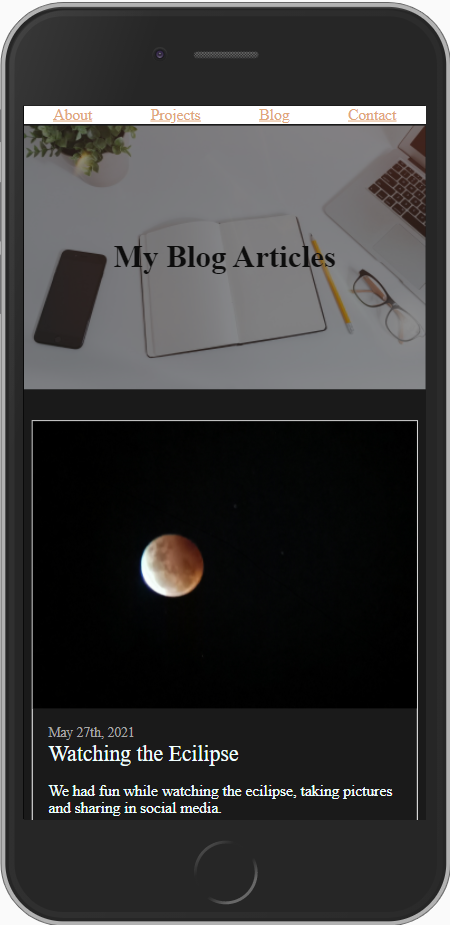 About Projects Blog Contact
My Blog Articles
May 27th, 2021
Watching the Ecilipse
We had fun while watching the ecilipse, taking pictures
and sharing in social media.